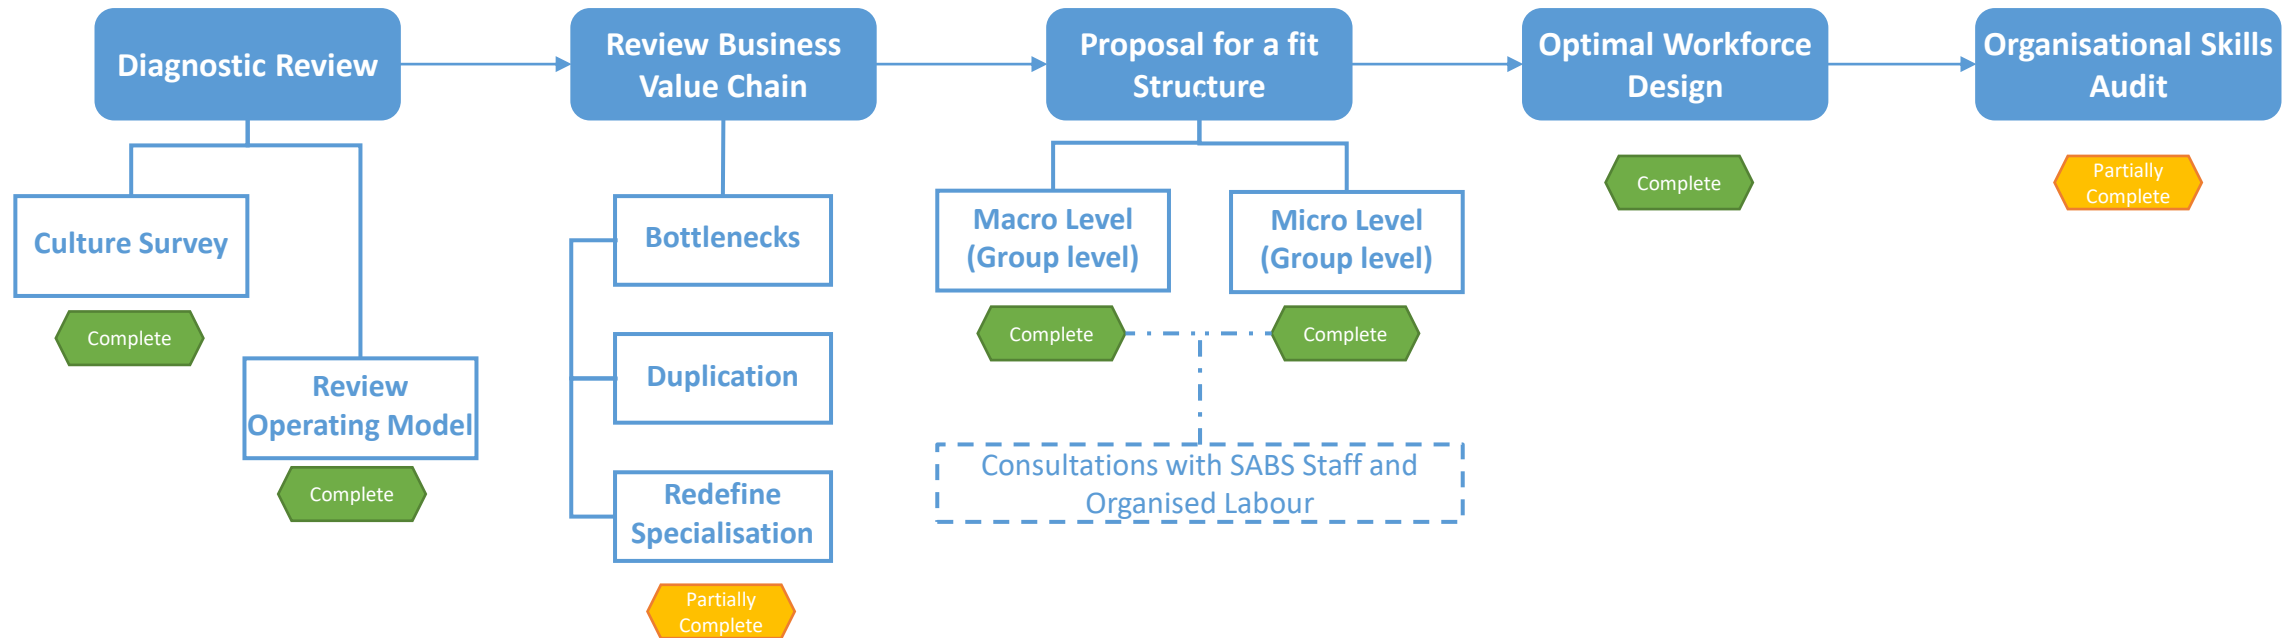 Diagnostic Review
Review Business
Value Chain
Proposal for a fit
Structure
Optimal Workforce
Design
Organisational Skills
Audit
Culture Survey
Complete
Review
Operating Model
Complete
Bottlenecks
Duplication
Redefine
Specialisation
Partially
Complete
Macro Level
(Group level)
Complete
Micro Level
(Group level)
Complete
Consultations with SABS Staff and
Organised Labour
Complete
Partially
Complete